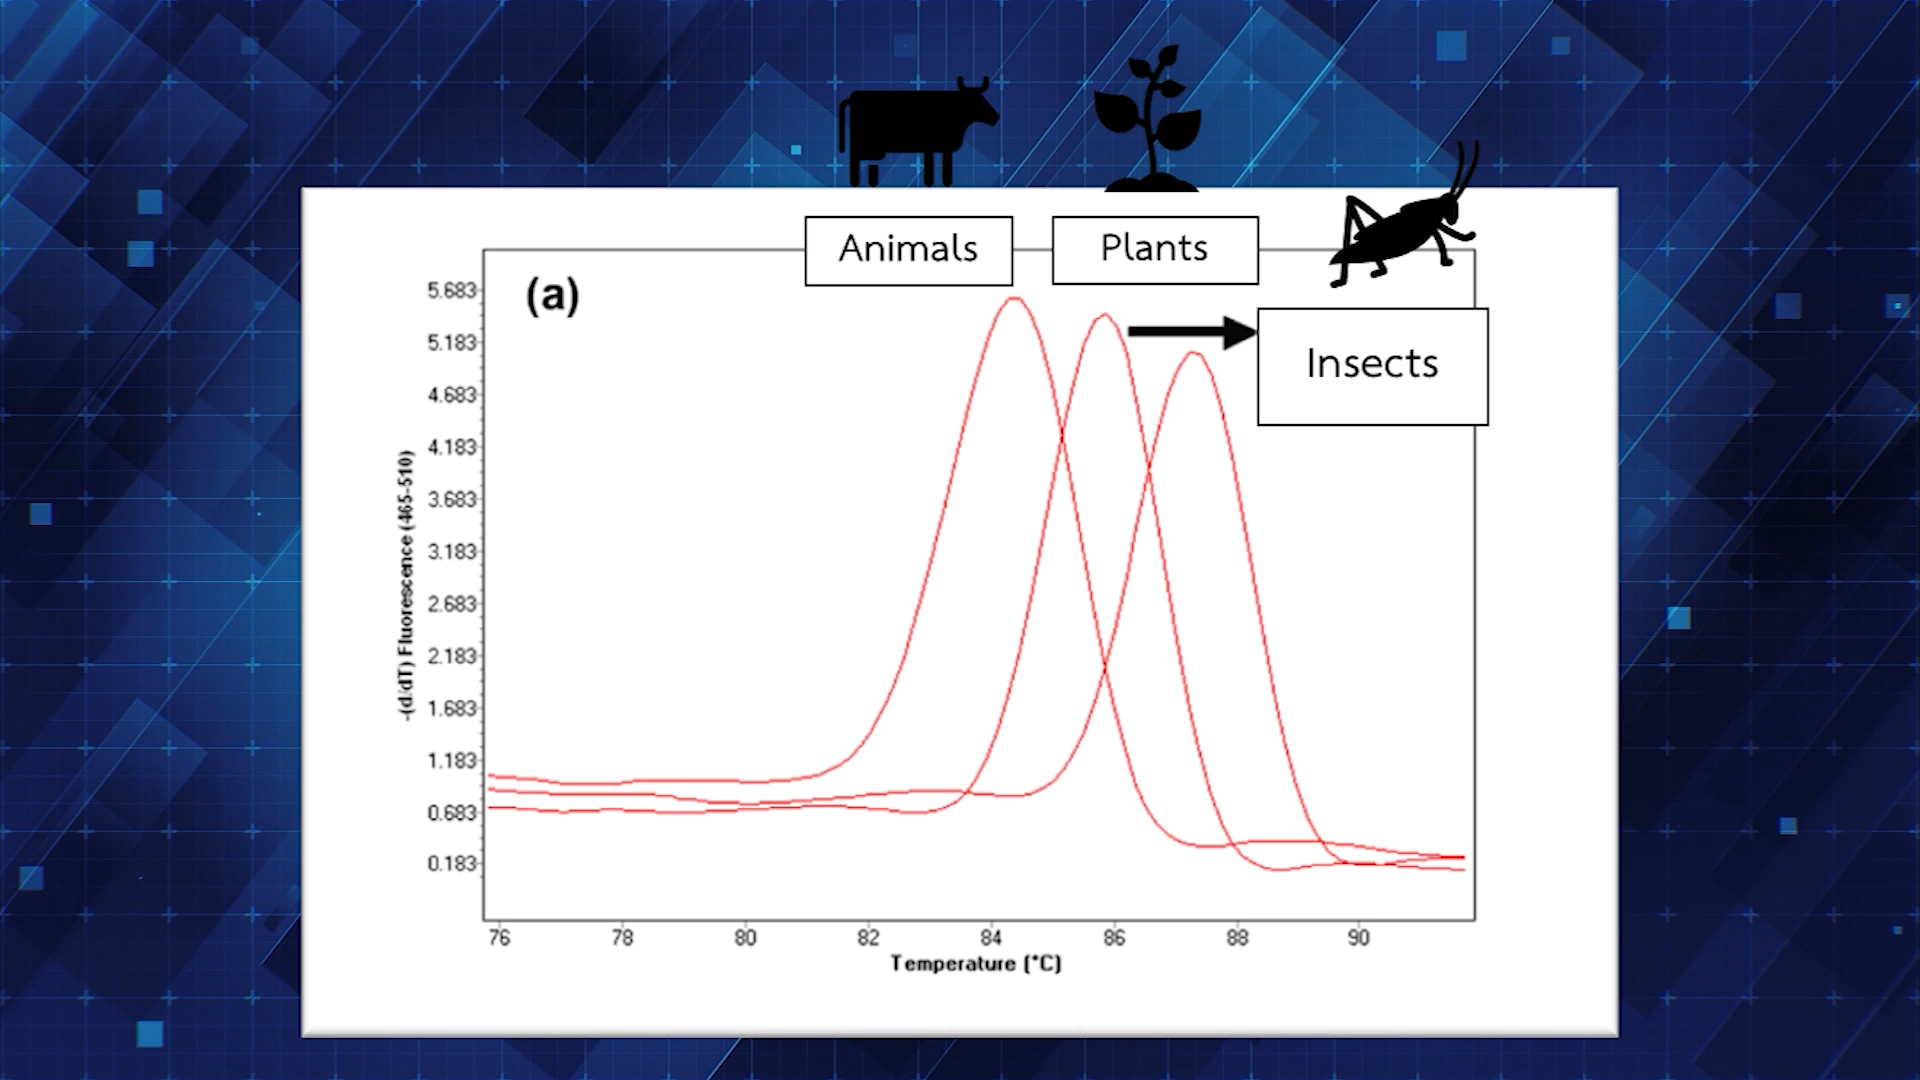 Animals
Plants
Insects
(a)
5.683
5.183
4.683
4.183
3.683
3.183
2.683
2.183
1.683
1.183
0.683
0.183
-(d/dT) Fluorescence (465-510)
76 78 80 82 84 86 88 90
Temperature (°C)